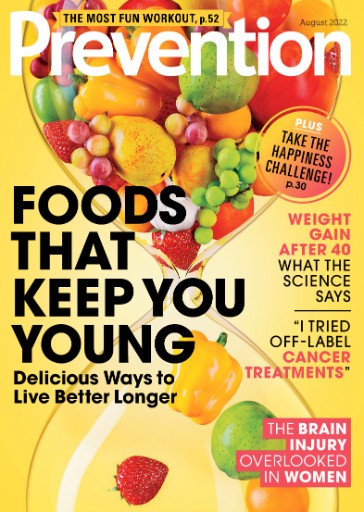 THE MOST FUN WORKOUT, p.52
August 2022
Prevention
PLUS
TAKE THE
HAPPINESS
CHALLENGE!
p.30
FOODS
THAT
KEEP YOU
YOUNG
Delicious Ways to
Live Better Longer
WEIGHT
GAIN
AFTER 40
WHAT THE
SCIENCE
SAYS
“I TRIED
OFF-LABEL
CANCER
TREATMENTS”
THE BRAIN
INJURY
OVERLOOKED
IN WOMEN